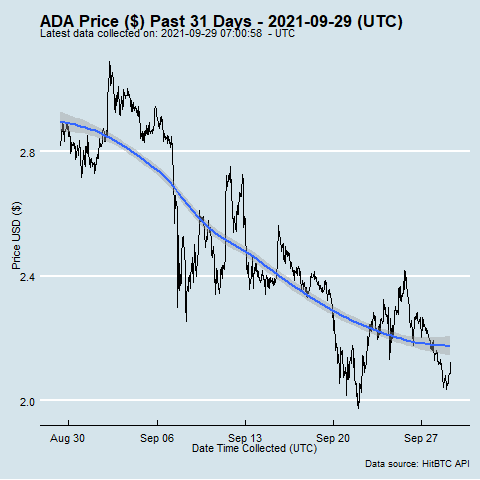 ADA Price ($) Past 31 Days - 2021-09-29 (UTC)
Latest data collected on: 2021-09-29 07:00:58 - UTC
Price USD ($)
2.8
2.4
2.0
Aug 30 Sep 06 Sep 13 Sep 20 Sep 27
Date Time Collected (UTC)
Data source: HitBTC API